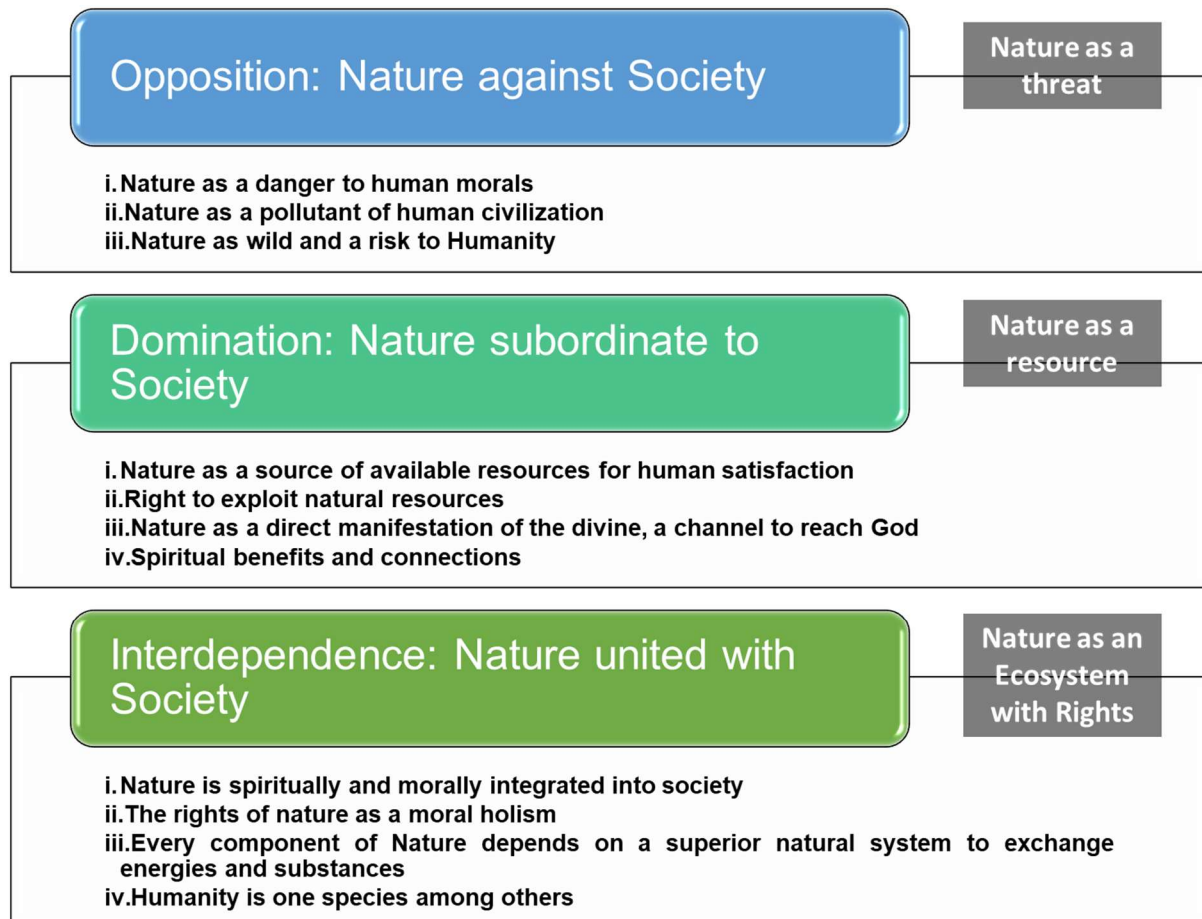 Opposition: Nature against Society
Nature as a
threat
i.Nature as a danger to human morals
ii.Nature as a pollutant of human civilization
iii.Nature as wild and a risk to Humanity
Domination: Nature subordinate to
Society
Nature as a
resource
i.Nature as a source of available resources for human satisfaction
ii.Right to exploit natural resources
iii.Nature as a direct manifestation of the divine, a channel to reach God
iv.Spiritual benefits and connections
Interdependence: Nature united with
Society
Nature as an
Ecosystem
with Rights
i.Nature is spiritually and morally integrated into society
ii.The rights of nature as a moral holism
iii.Every component of Nature depends on a superior natural system to exchange
energies and substances
iv.Humanity is one species among others